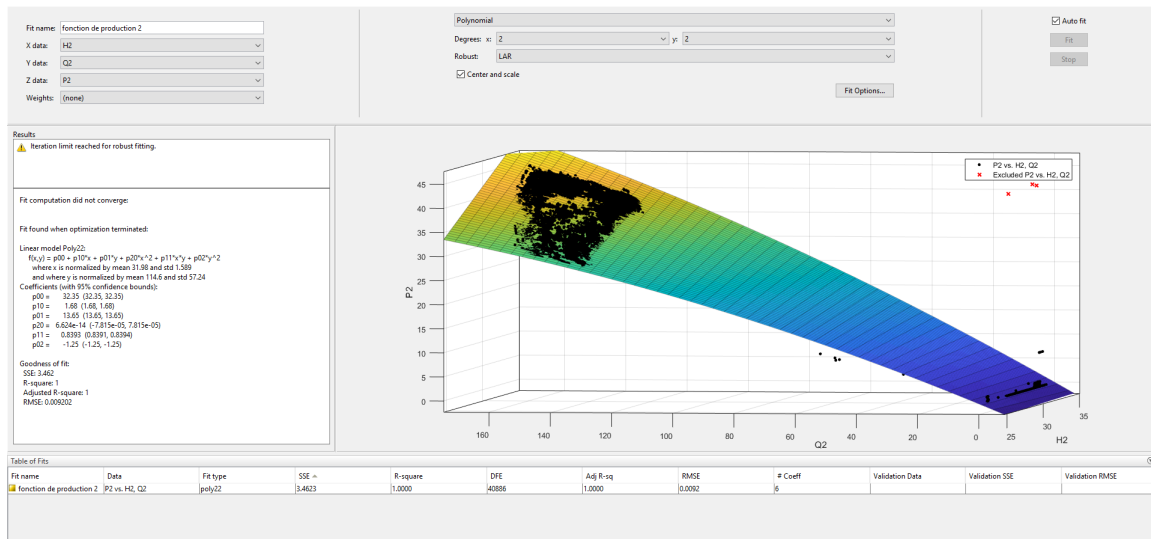 Fit name: fonction de production 2
X data: H2
Y data: Q2
Z data: P2
Weights: (none)
Polynomial
Degrees: x: 2 y: 2
Robust: LAR
Center and scale
Fit Options...
Auto fit
Fit
Stop
Results
Iteration limit reached for robust fitting.
Fit computation did not converge:
Fit found when optimization terminated:
Linear model Poly22:
f(x,y) = p00 + p10*x + p01*y + p20*x^2 + p11*x*y + p02*y^2
where x is normalized by mean 31.98 and std 1.589
and where y is normalized by mean 114.6 and std 57.24
Coefficients (with 95% confidence bounds):
p00 = 32.35 (32.35, 32.35)
p10 = 1.68 (1.68, 1.68)
p01 = 13.65 (13.65, 13.65)
p20 = 6.624e-14 (-7.815e-05, 7.815e-05)
p11 = 0.8393 (0.8391, 0.8394)
p02 = -1.25 (-1.25, -1.25)
Goodness of fit:
SSE: 3.462
R-square: 1
Adjusted R-square: 1
RMSE: 0.009202
P2 vs. H2, Q2
Excluded P2 vs. H2, Q2
45
40
35
30
25
20
15
10
5
0
P2
160 140 120 100 80 60 40 20 0
Q2
25 30 35
H2
Table of Fits
Fit name Data Fit type SSE R-square DFE Adj R-sq RMSE # Coeff Validation Data Validation SSE Validation RMSE
fonction de production 2 P2 vs. H2, Q2 poly22 3.4623 1.0000 40886 1.0000 0.0092 6